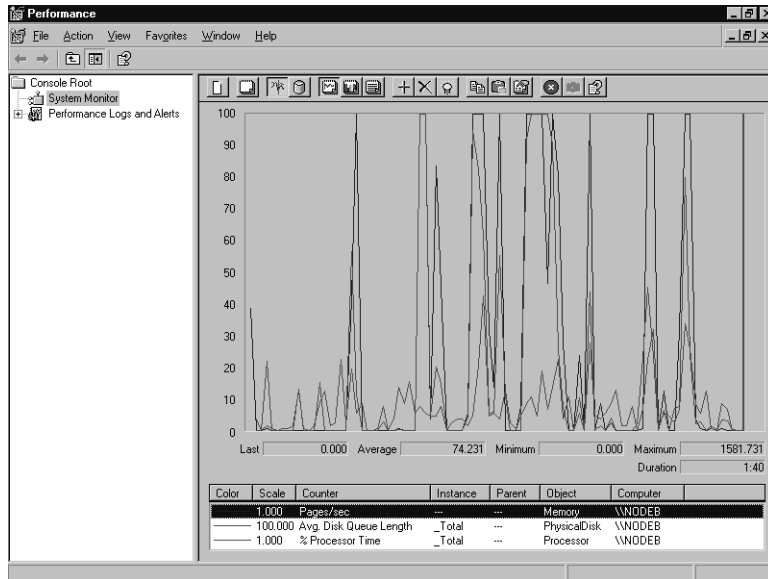 Performance
File Action View Favorites Window Help
Console Root
System Monitor
Performance Logs and Alerts
100
90
80
70
60
50
40
30
20
10
0
Last 0.000 Average 74.231 Minimum 0.000 Maximum 1581.731
Duration 1:40
Color Scale Counter Instance Parent Object Computer
1.000 Pages/sec --- --- Memory \\NODEB
100.000 Avg. Disk Queue Length _Total --- PhysicalDisk \\NODEB
1.000 % Processor Time _Total --- Processor \\NODEB